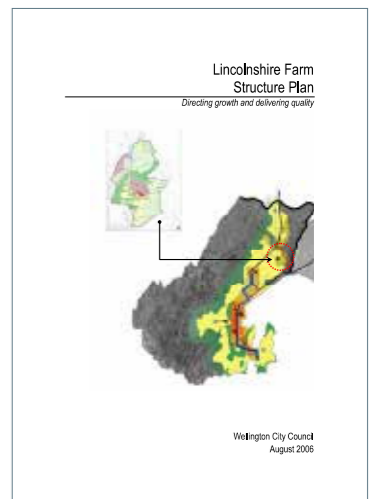 Lincolnshire Farm
Structure Plan
Directing growth and delivering quality
Wellington City Council
August 2006